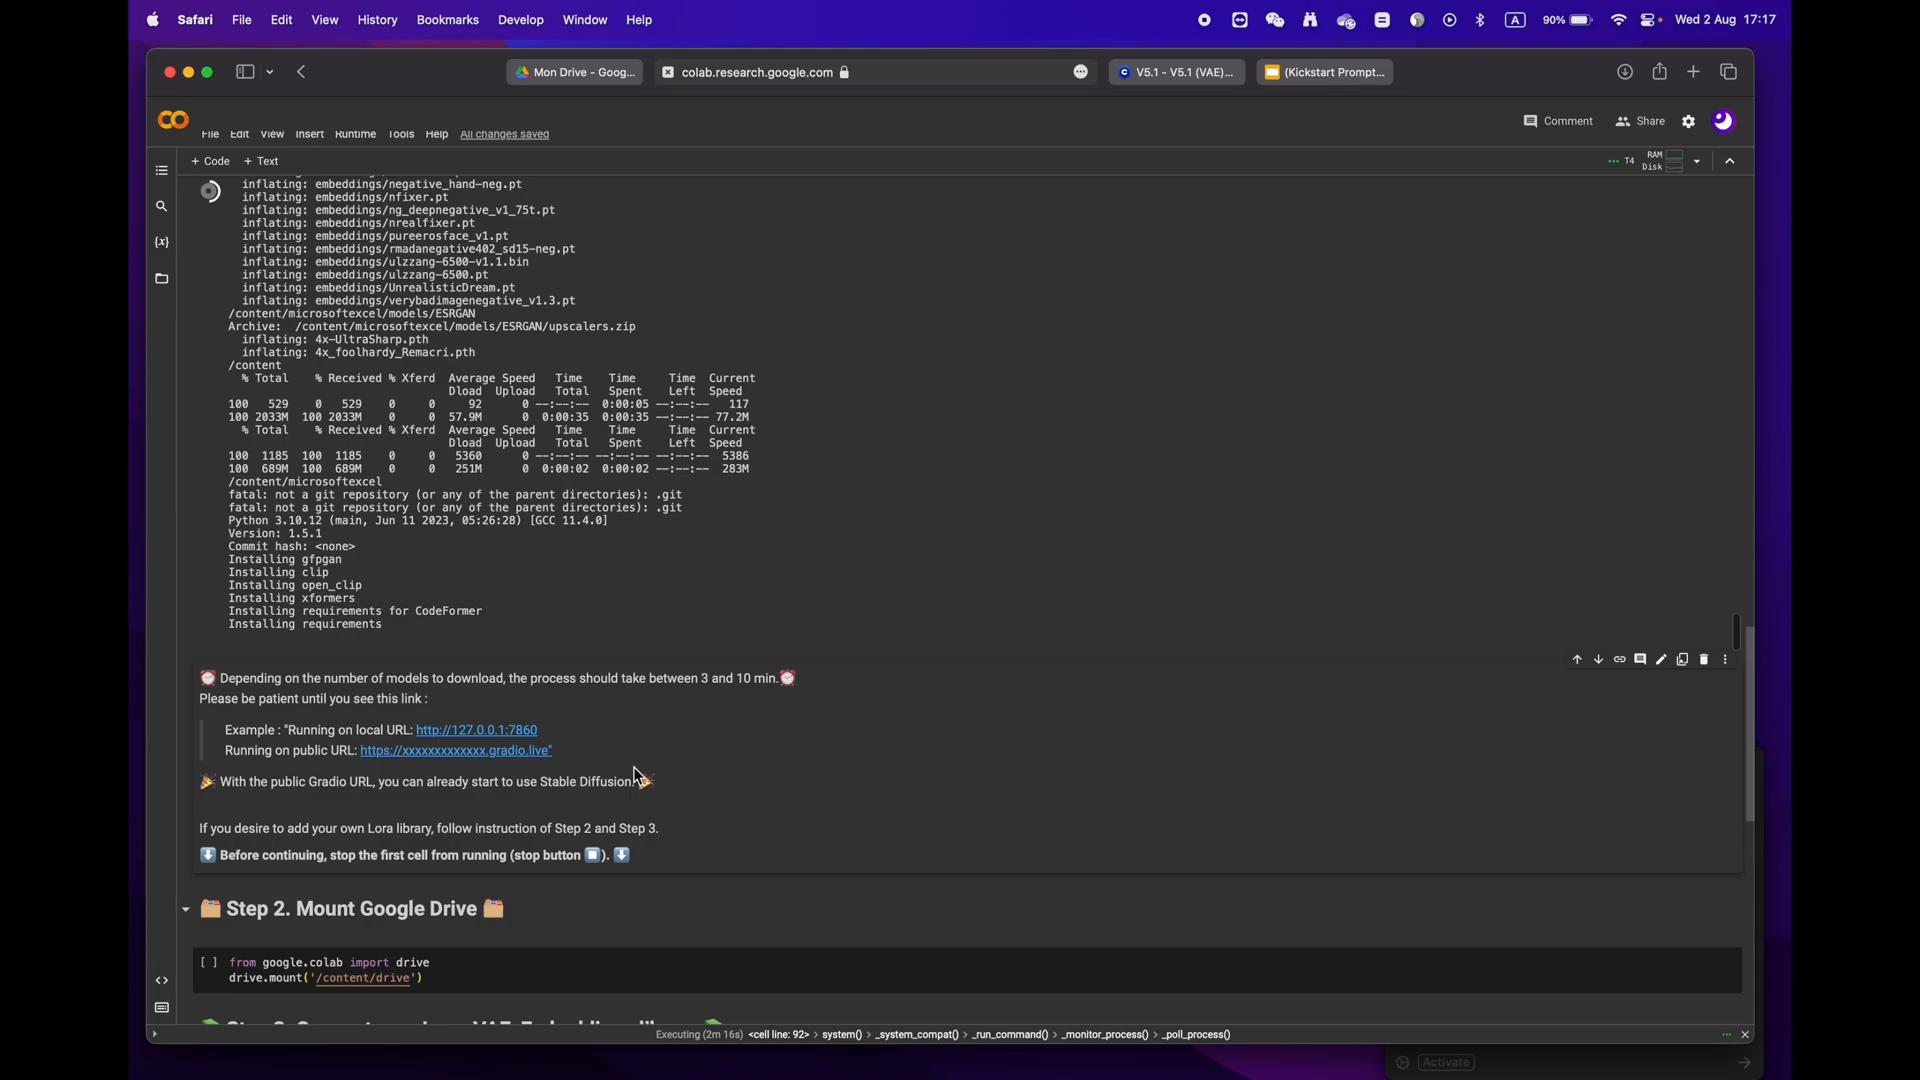 Safari File Edit View History Bookmarks Develop Window Help
A 90% Wed 2 Aug 17:17
Mon Drive - Goog...
colab.research.google.com
V5.1 - V5.1 (VAE)...
(Kickstart Prompt...
File Edit View Insert Runtime Tools Help All changes saved
Comment Share
+ Code + Text
T4 RAM
Disk
inflating: embeddings/negative_hand-neg.pt
inflating: embeddings/nfixer.pt
inflating: embeddings/ng_deepnegative_v1_75t.pt
inflating: embeddings/nrealfixer.pt
inflating: embeddings/pureerosface_v1.pt
inflating: embeddings/rmadanegative402_sd15-neg.pt
inflating: embeddings/ulzzang-6500-v1.1.bin
inflating: embeddings/ulzzang-6500.pt
inflating: embeddings/UnrealisticDream.pt
inflating: embeddings/verybadimagenegative_v1.3.pt
/content/microsoftexcel/models/ESRGAN
Archive: /content/microsoftexcel/models/ESRGAN/upscalers.zip
inflating: 4x-UltraSharp.pth
inflating: 4x_foolhardy_Remacri.pth
/content
% Total % Received % Xferd Average Speed Time Time Time Current
Dload Upload Total Spent Left Speed
100 529 0 529 0 0 92 0 --:--:-- 0:00:05 --:--:-- 117
100 2033M 100 2033M 0 0 57.9M 0 0:00:35 0:00:35 --:--:-- 77.2M
% Total % Received % Xferd Average Speed Time Time Time Current
Dload Upload Total Spent Left Speed
100 1185 100 1185 0 0 5360 0 --:--:-- --:--:-- --:--:-- 5386
100 689M 100 689M 0 0 251M 0 0:00:02 0:00:02 --:--:-- 283M
/content/microsoftexcel
fatal: not a git repository (or any of the parent directories): .git
fatal: not a git repository (or any of the parent directories): .git
Python 3.10.12 (main, Jun 11 2023, 05:26:28) [GCC 11.4.0]
Version: 1.5.1
Commit hash: <none>
Installing gfpgan
Installing clip
Installing open_clip
Installing xformers
Installing requirements for CodeFormer
Installing requirements
⏰ Depending on the number of models to download, the process should take between 3 and 10 min.⏰
Please be patient until you see this link :
Example : "Running on local URL: http://127.0.0.1:7860
Running on public URL: https://xxxxxxxxxxxxx.gradio.live"
🎉 With the public Gradio URL, you can already start to use Stable Diffusion! 🎉
If you desire to add your own Lora library, follow instruction of Step 2 and Step 3.
⬇️ Before continuing, stop the first cell from running (stop button ⏹️). ⬇️
🗂️ Step 2. Mount Google Drive 🗂️
[ ] from google.colab import drive
drive.mount('/content/drive')
Executing (2m 16s) <cell line: 92> > system() > _system_compat() > _run_command() > _monitor_process() > _poll_process()
Activate